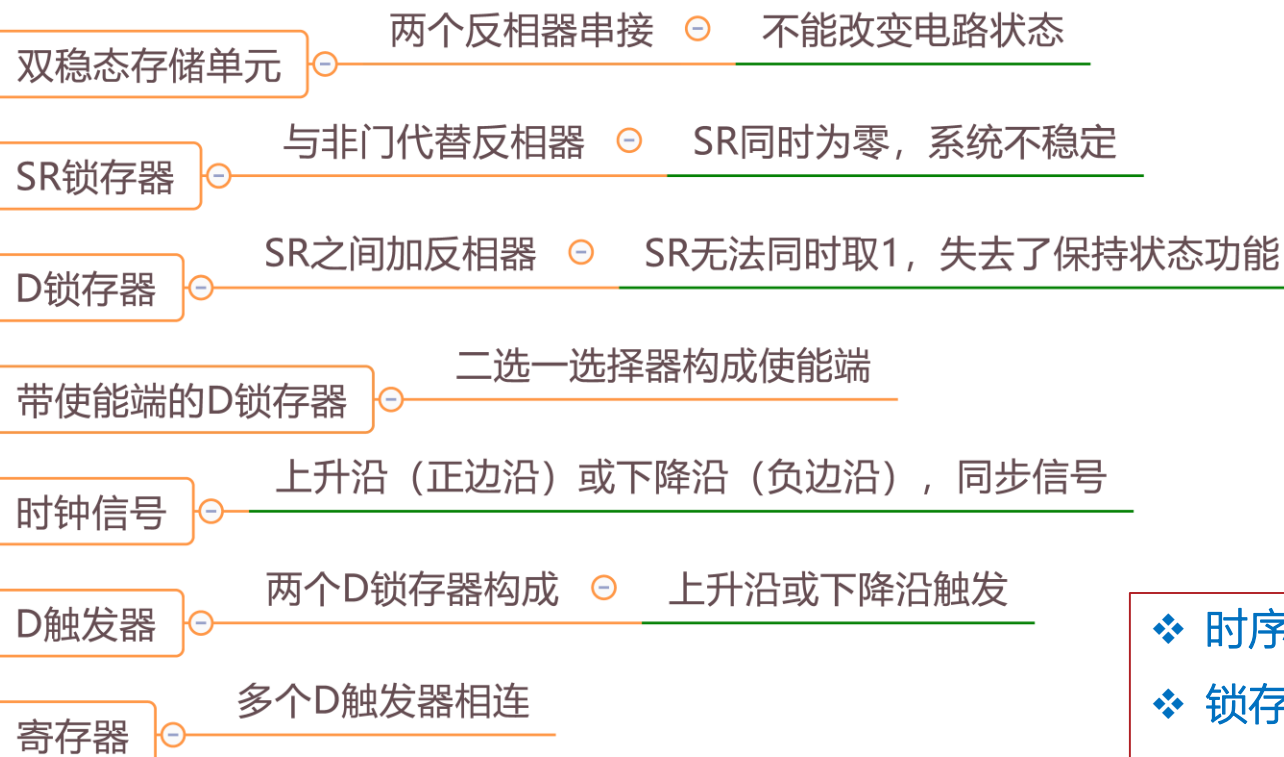 双稳态存储单元 两个反相器串接 不能改变电路状态
SR锁存器 与非门代替反相器 SR同时为零，系统不稳定
D锁存器 SR之间加反相器 SR无法同时取1，失去了保持状态功能
带使能端的D锁存器 二选一选择器构成使能端
时钟信号 上升沿（正边沿）或下降沿（负边沿），同步信号
D触发器 两个D锁存器构成 上升沿或下降沿触发
寄存器 多个D触发器相连
❖ 时序
❖ 锁存